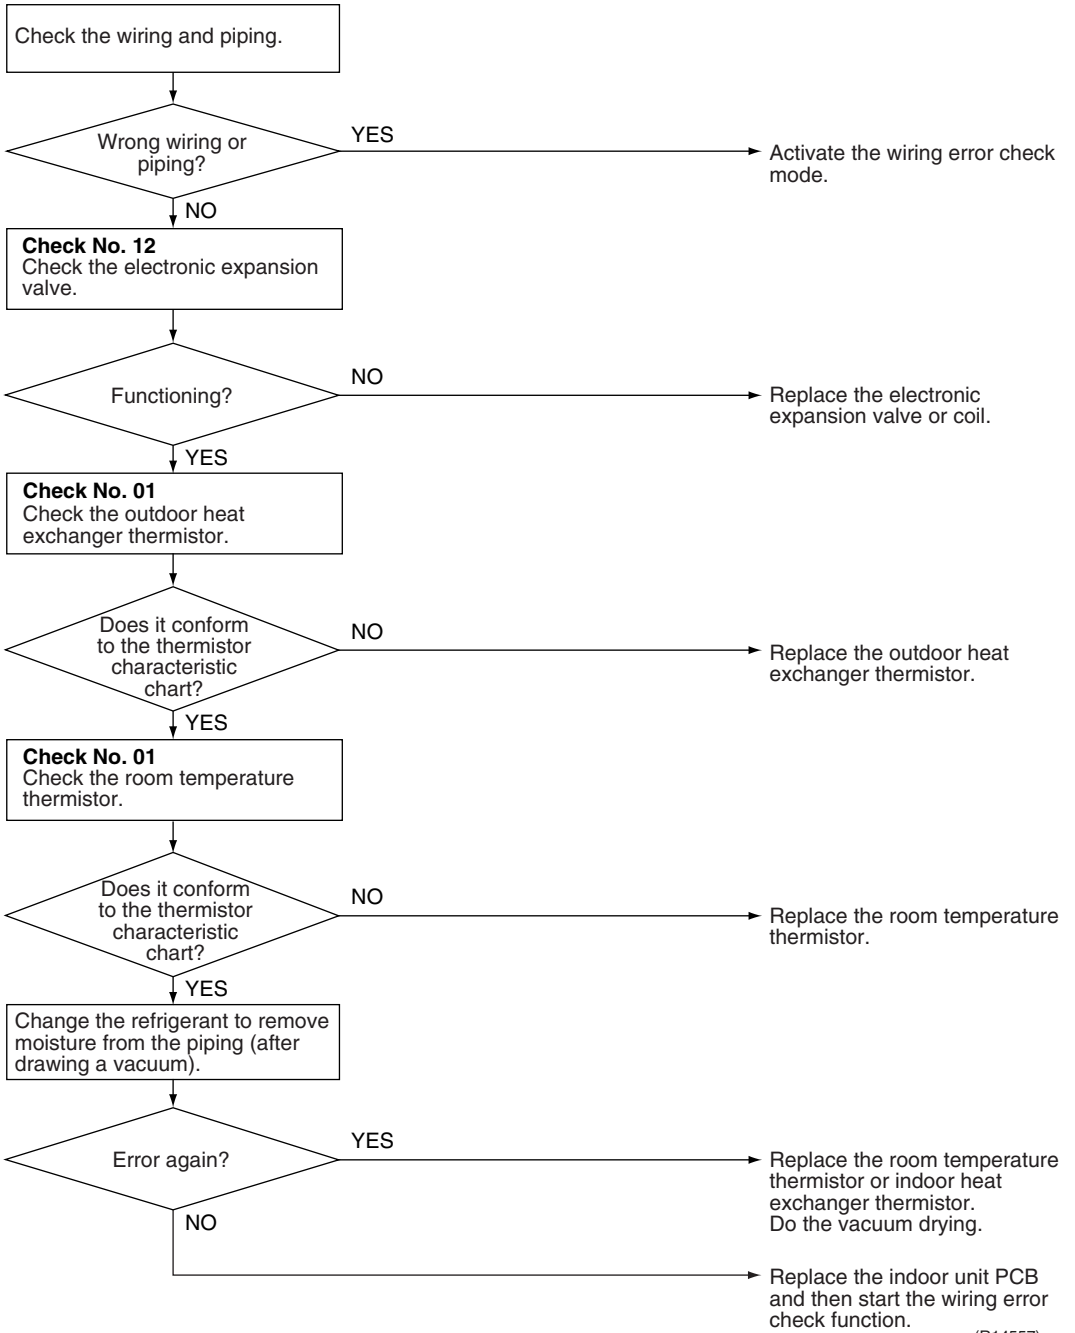 Check the wiring and piping.
Wrong wiring or
piping?
YES
Activate the wiring error check
mode.
NO
Check No. 12
Check the electronic expansion
valve.
Functioning?
NO
Replace the electronic
expansion valve or coil.
YES
Check No. 01
Check the outdoor heat
exchanger thermistor.
Does it conform
to the thermistor
characteristic
chart?
NO
Replace the outdoor heat
exchanger thermistor.
YES
Check No. 01
Check the room temperature
thermistor.
Does it conform
to the thermistor
characteristic
chart?
NO
Replace the room temperature
thermistor.
YES
Change the refrigerant to remove
moisture from the piping (after
drawing a vacuum).
Error again?
YES
Replace the room temperature
thermistor or indoor heat
exchanger thermistor.
Do the vacuum drying.
NO
Replace the indoor unit PCB
and then start the wiring error
check function.